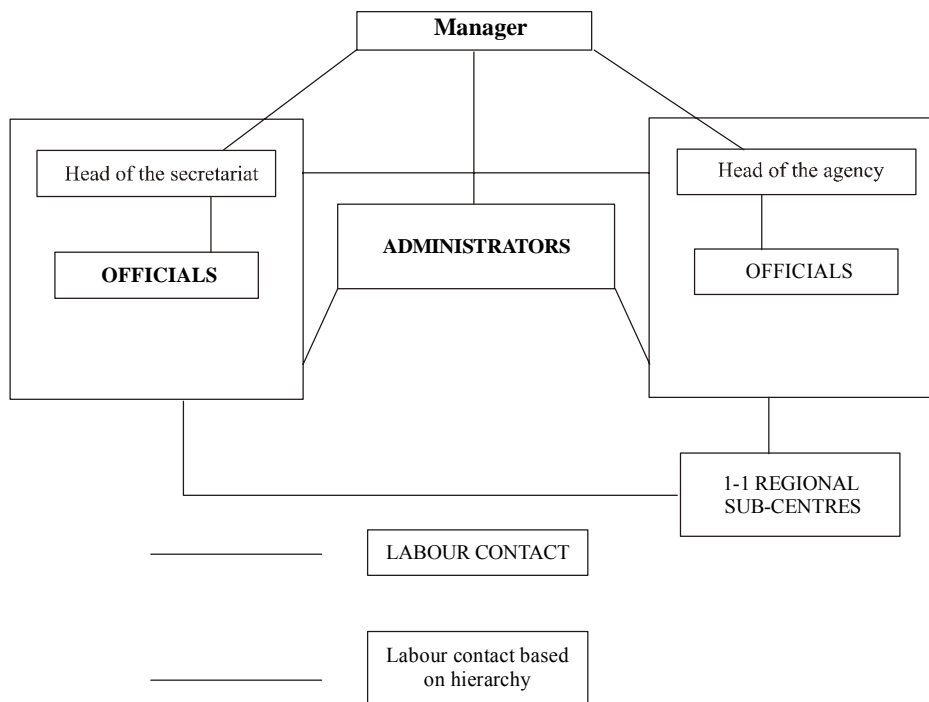 Manager
Head of the secretariat
Head of the agency
ADMINISTRATORS
OFFICIALS
OFFICIALS
1-1 REGIONAL
SUB-CENTRES
LABOUR CONTACT
Labour contact based
on hierarchy